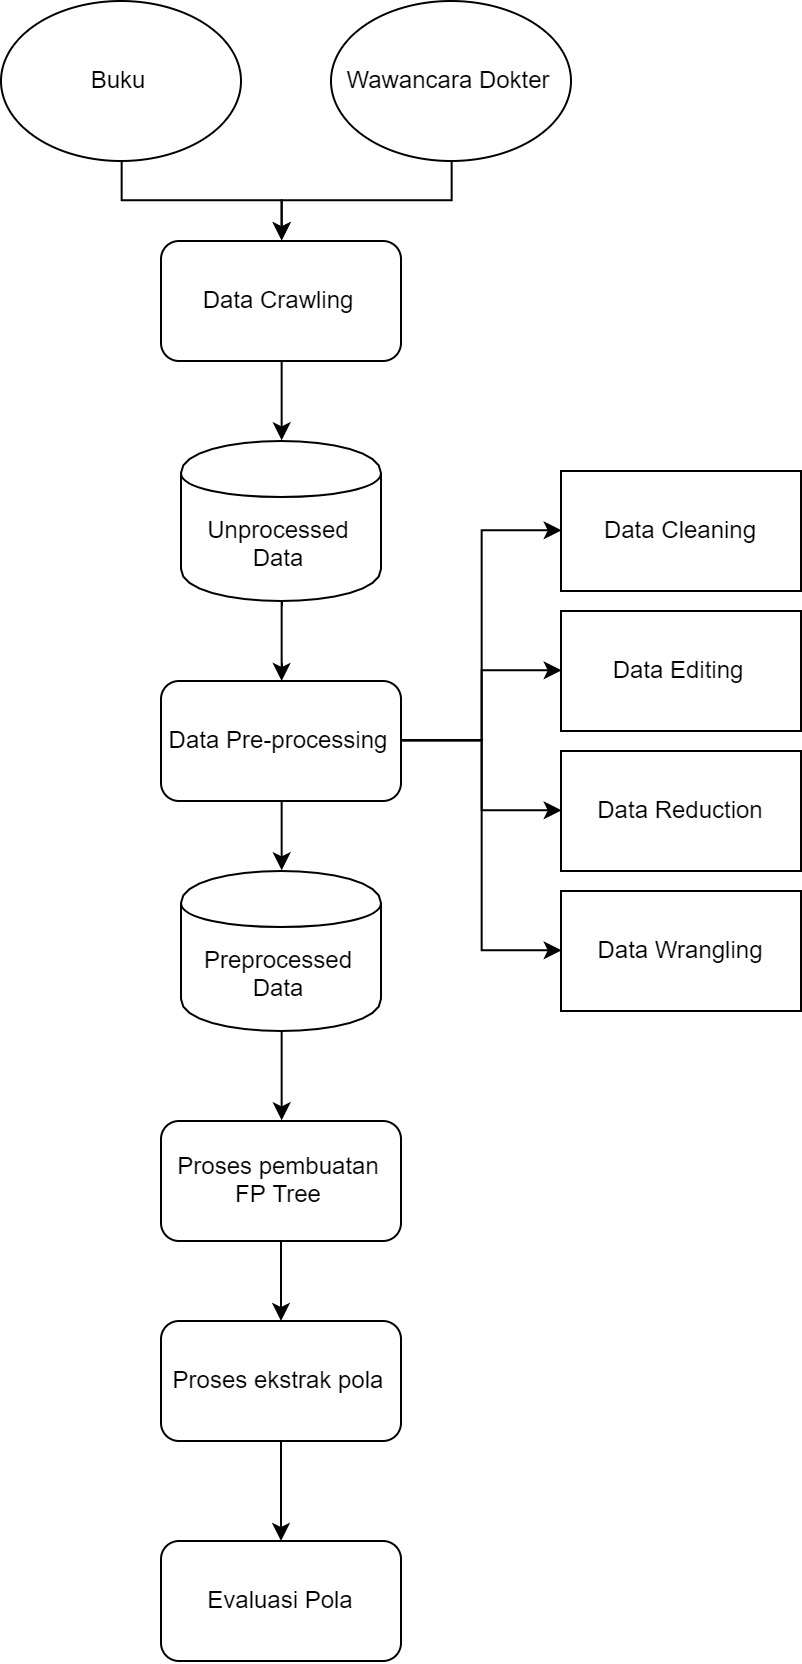 Buku
Wawancara Dokter
Data Crawling
Unprocessed
Data
Data Cleaning
Data Editing
Data Pre-processing
Data Reduction
Data Wrangling
Preprocessed
Data
Proses pembuatan
FP Tree
Proses ekstrak pola
Evaluasi Pola